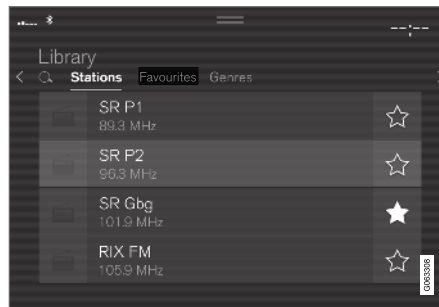 --:--
Library
Stations Favourites Genres
SR P1
89.3 MHz
SR P2
96.3 MHz
SR Gbg
101.9 MHz
RIX FM
105.9 MHz
G063308